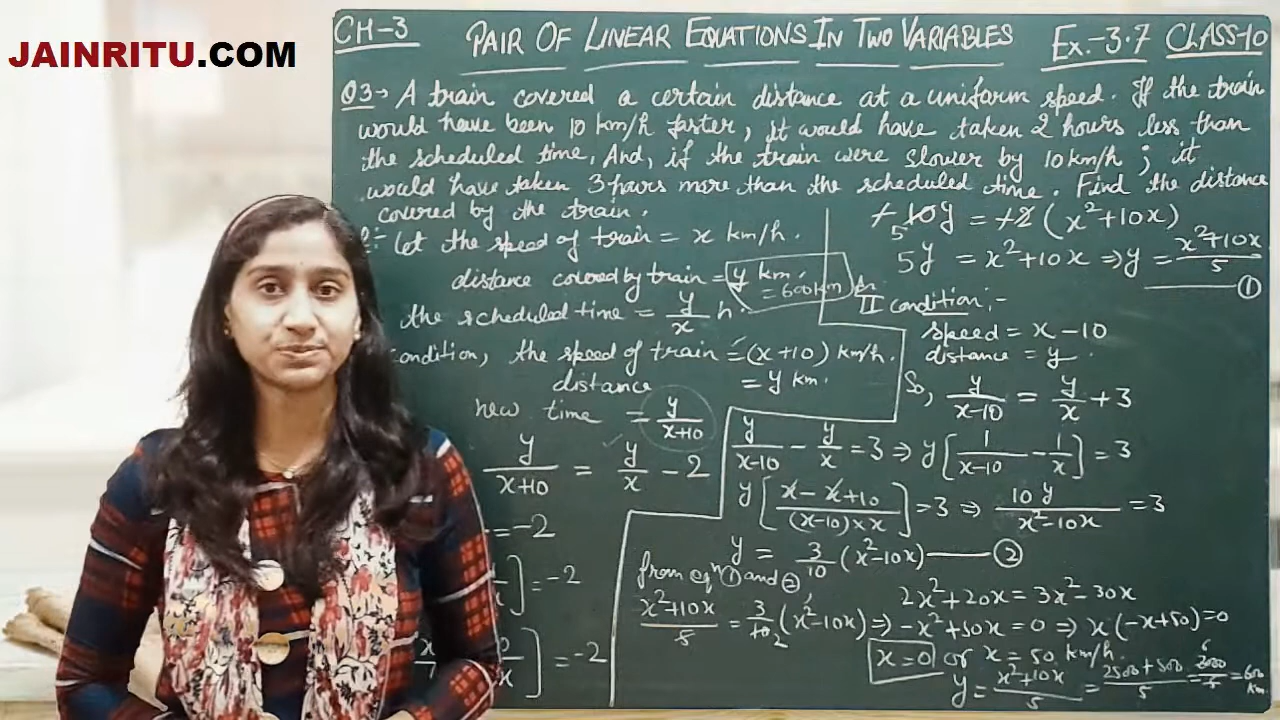 JAINRITU.COM
CH-3 PAIR OF LINEAR EQUATIONS IN TWO VARIABLES Ex.-3.7 CLASS-10
Q3→ A train covered a certain distance at a uniform speed. If the train
would have been 10 km/h faster, it would have taken 2 hours less than
the scheduled time. And, if the train were slower by 10 km/h ; it
would have taken 3 hours more than the scheduled time. Find the distance
covered by the train.
let the speed of train = x km/h.
distance covered by train = y km.
= 600 km
the scheduled time = y/x h.
condition, the speed of train = (x+10) km/h.
distance = y km.
new time = y/(x+10)
y/(x+10) = y/x - 2
= -2
] = -2
] = -2
+10y = +2 (x²+10x)
5
5y = x²+10x ⇒ y = (x²+10x)/5
①
II condition :-
speed = x-10
distance = y
So, y/(x-10) = y/x + 3
y/(x-10) - y/x = 3 ⇒ y[1/(x-10) - 1/x] = 3
y[(x-x+10)/((x-10)×x)] = 3 ⇒ 10y/(x²-10x) = 3
y = 3/10 (x²-10x) ②
from eqⁿ ① and ②
(x²+10x)/5 = 3/10 (x²-10x) ⇒
2
2x²+20x = 3x²-30x
-x²+50x = 0 ⇒ x(-x+50)=0
x=0 or x = 50 km/h.
y = (x²+10x)/5 = (2500+500)/5 = 3000/5 = 600 km